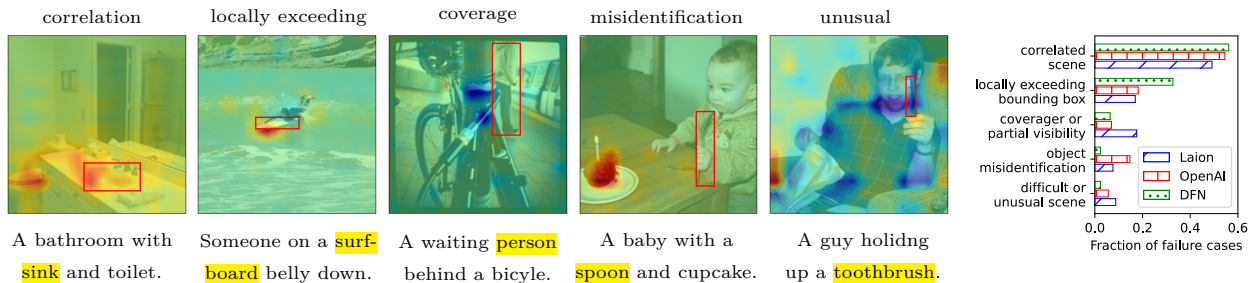 correlation
locally exceeding
coverage
misidentification
unusual
A bathroom with
sink and toilet.
Someone on a surf-
board belly down.
A waiting person
behind a bicycle.
A baby with a
spoon and cupcake.
A guy holidng
up a toothbrush.
correlated
scene
locally exceeding
bounding box
coverager or
partial visibility
object
misidentification
difficult or
unusual scene
Laion
OpenAI
DFN
0.0 0.2 0.4 0.6
Fraction of failure cases